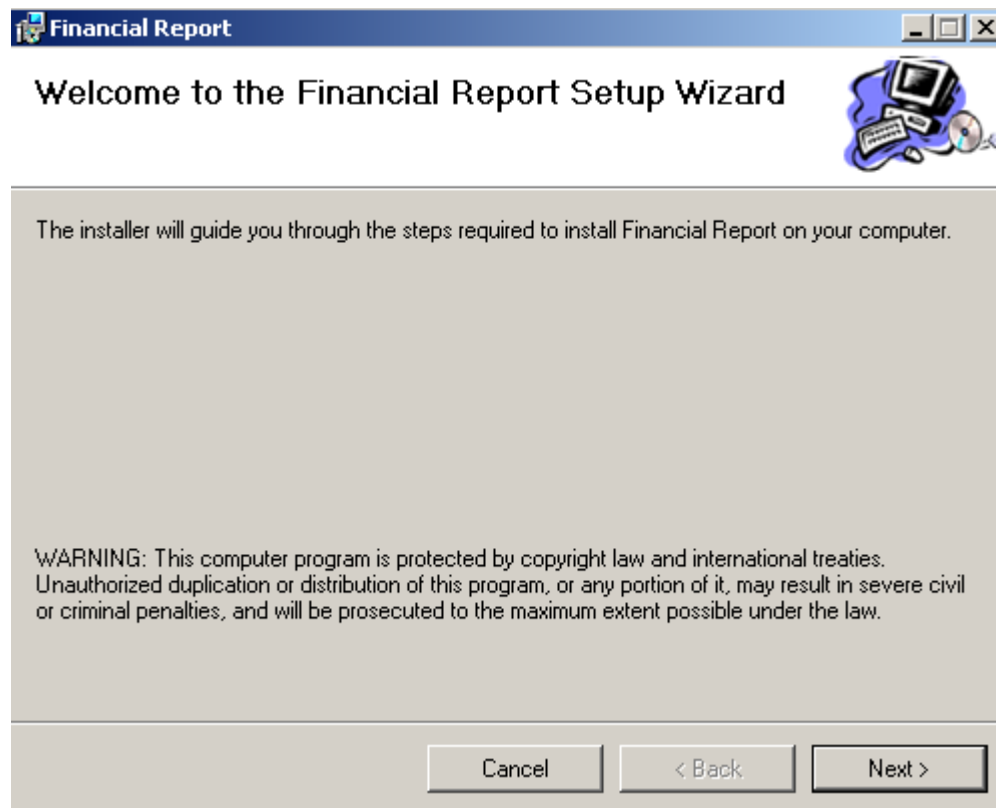 Financial Report
Welcome to the Financial Report Setup Wizard
The installer will guide you through the steps required to install Financial Report on your computer.
WARNING: This computer program is protected by copyright law and international treaties.
Unauthorized duplication or distribution of this program, or any portion of it, may result in severe civil
or criminal penalties, and will be prosecuted to the maximum extent possible under the law.
Cancel
< Back
Next >